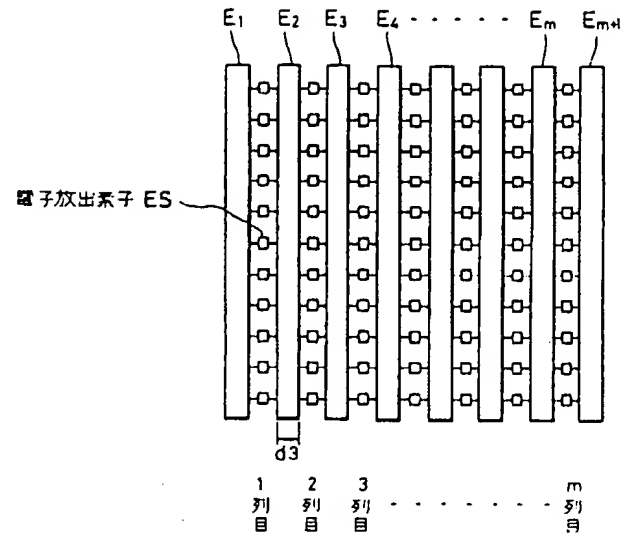 E1 E2 E3 E4 - - - - - Em Em+1
電子放出素子 ES
d3
1列目 2列目 3列目 - - - - - - - - - m列目